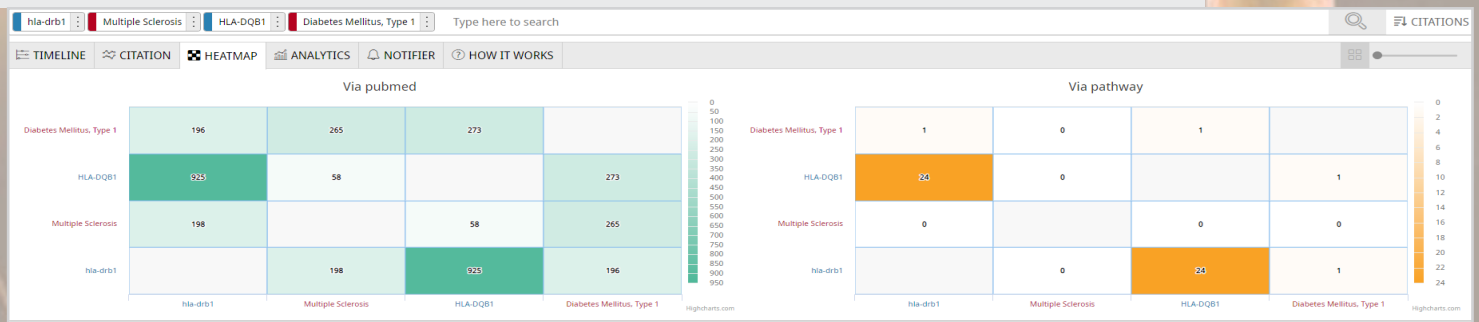 hla-drb1 ⋮ Multiple Sclerosis ⋮ HLA-DQB1 ⋮ Diabetes Mellitus, Type 1 ⋮ Type here to search CITATIONS
TIMELINE CITATION HEATMAP ANALYTICS NOTIFIER HOW IT WORKS
Via pubmed
Diabetes Mellitus, Type 1 196 265 273
HLA-DQB1 925 58 273
Multiple Sclerosis 198 58 265
hla-drb1 198 925 196
hla-drb1 Multiple Sclerosis HLA-DQB1 Diabetes Mellitus, Type 1
0
50
100
150
200
250
300
350
400
450
500
550
600
650
700
750
800
850
900
950
Highcharts.com
Via pathway
Diabetes Mellitus, Type 1 1 0 1
HLA-DQB1 24 0 1
Multiple Sclerosis 0 0 0
hla-drb1 0 24 1
hla-drb1 Multiple Sclerosis HLA-DQB1 Diabetes Mellitus, Type 1
0
2
4
6
8
10
12
14
16
18
20
22
24
Highcharts.com